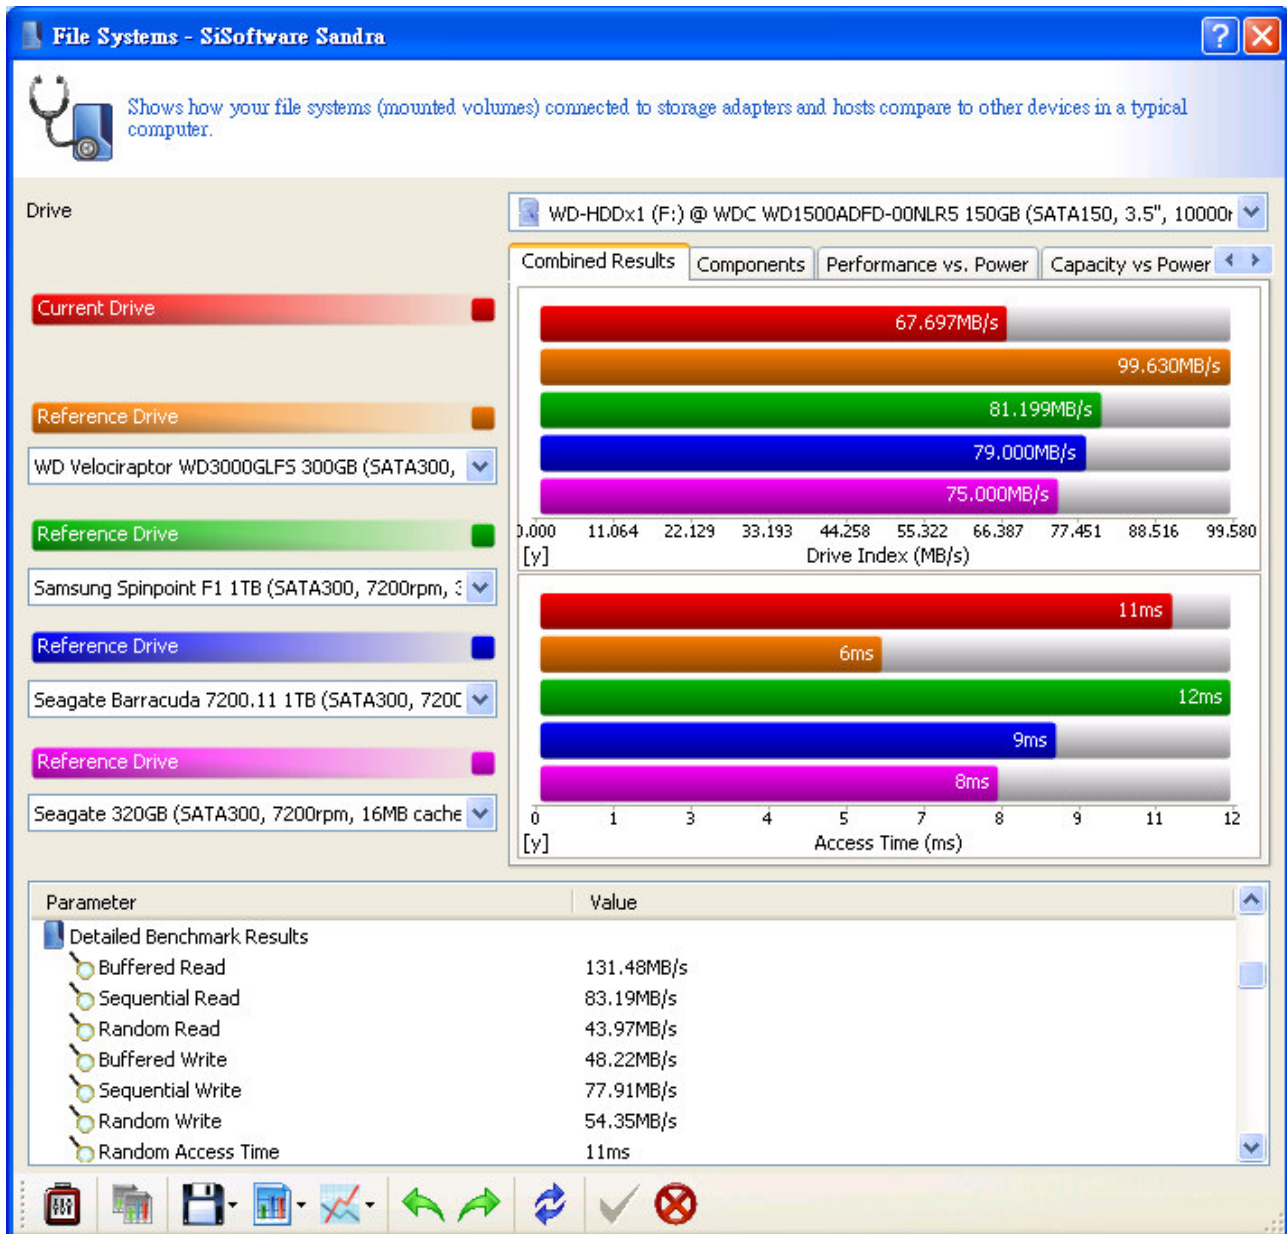 File Systems - SiSoftware Sandra
Shows how your file systems (mounted volumes) connected to storage adapters and hosts compare to other devices in a typical
computer.
Drive
WD-HDDx1 (F:) @ WDC WD1500ADFD-00NLR5 150GB (SATA150, 3.5", 10000r
Combined Results
Components
Performance vs. Power
Capacity vs Power
Current Drive
Reference Drive
WD Velociraptor WD3000GLFS 300GB (SATA300,
Reference Drive
Samsung Spinpoint F1 1TB (SATA300, 7200rpm, 3
Reference Drive
Seagate Barracuda 7200.11 1TB (SATA300, 720
Reference Drive
Seagate 320GB (SATA300, 7200rpm, 16MB cache
67.697MB/s
99.630MB/s
81.199MB/s
79.000MB/s
75.000MB/s
0.000 11.064 22.129 33.193 44.258 55.322 66.387 77.451 88.516 99.580
[y] Drive Index (MB/s)
11ms
6ms
12ms
9ms
8ms
0 1 3 4 5 7 8 9 11 12
[y] Access Time (ms)
Parameter Value
Detailed Benchmark Results
Buffered Read 131.48MB/s
Sequential Read 83.19MB/s
Random Read 43.97MB/s
Buffered Write 48.22MB/s
Sequential Write 77.91MB/s
Random Write 54.35MB/s
Random Access Time 11ms